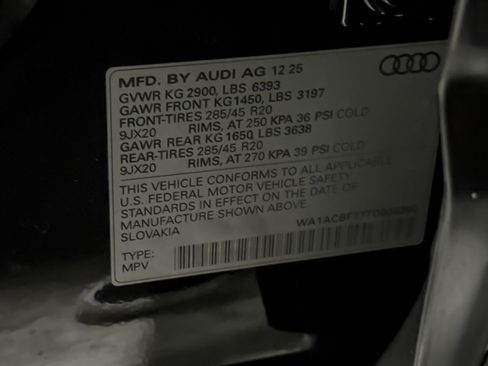 MFD. BY AUDI AG 12 25
GVWR KG 2900, LBS 6393
GAWR FRONT KG1450, LBS 3197
FRONT-TIRES 285/45 R20
9JX20 RIMS, AT 250 KPA 36 PSI COLD
GAWR REAR KG 1650 LBS 3638
REAR-TIRES 285/45 R20
9JX20 RIMS, AT 270 KPA 39 PSI COLD
THIS VEHICLE CONFORMS TO ALL APPLICABLE
U.S. FEDERAL MOTOR VEHICLE SAFETY
STANDARDS IN EFFECT ON THE DATE OF
MANUFACTURE SHOWN ABOVE
SLOVAKIA
TYPE:
MPV